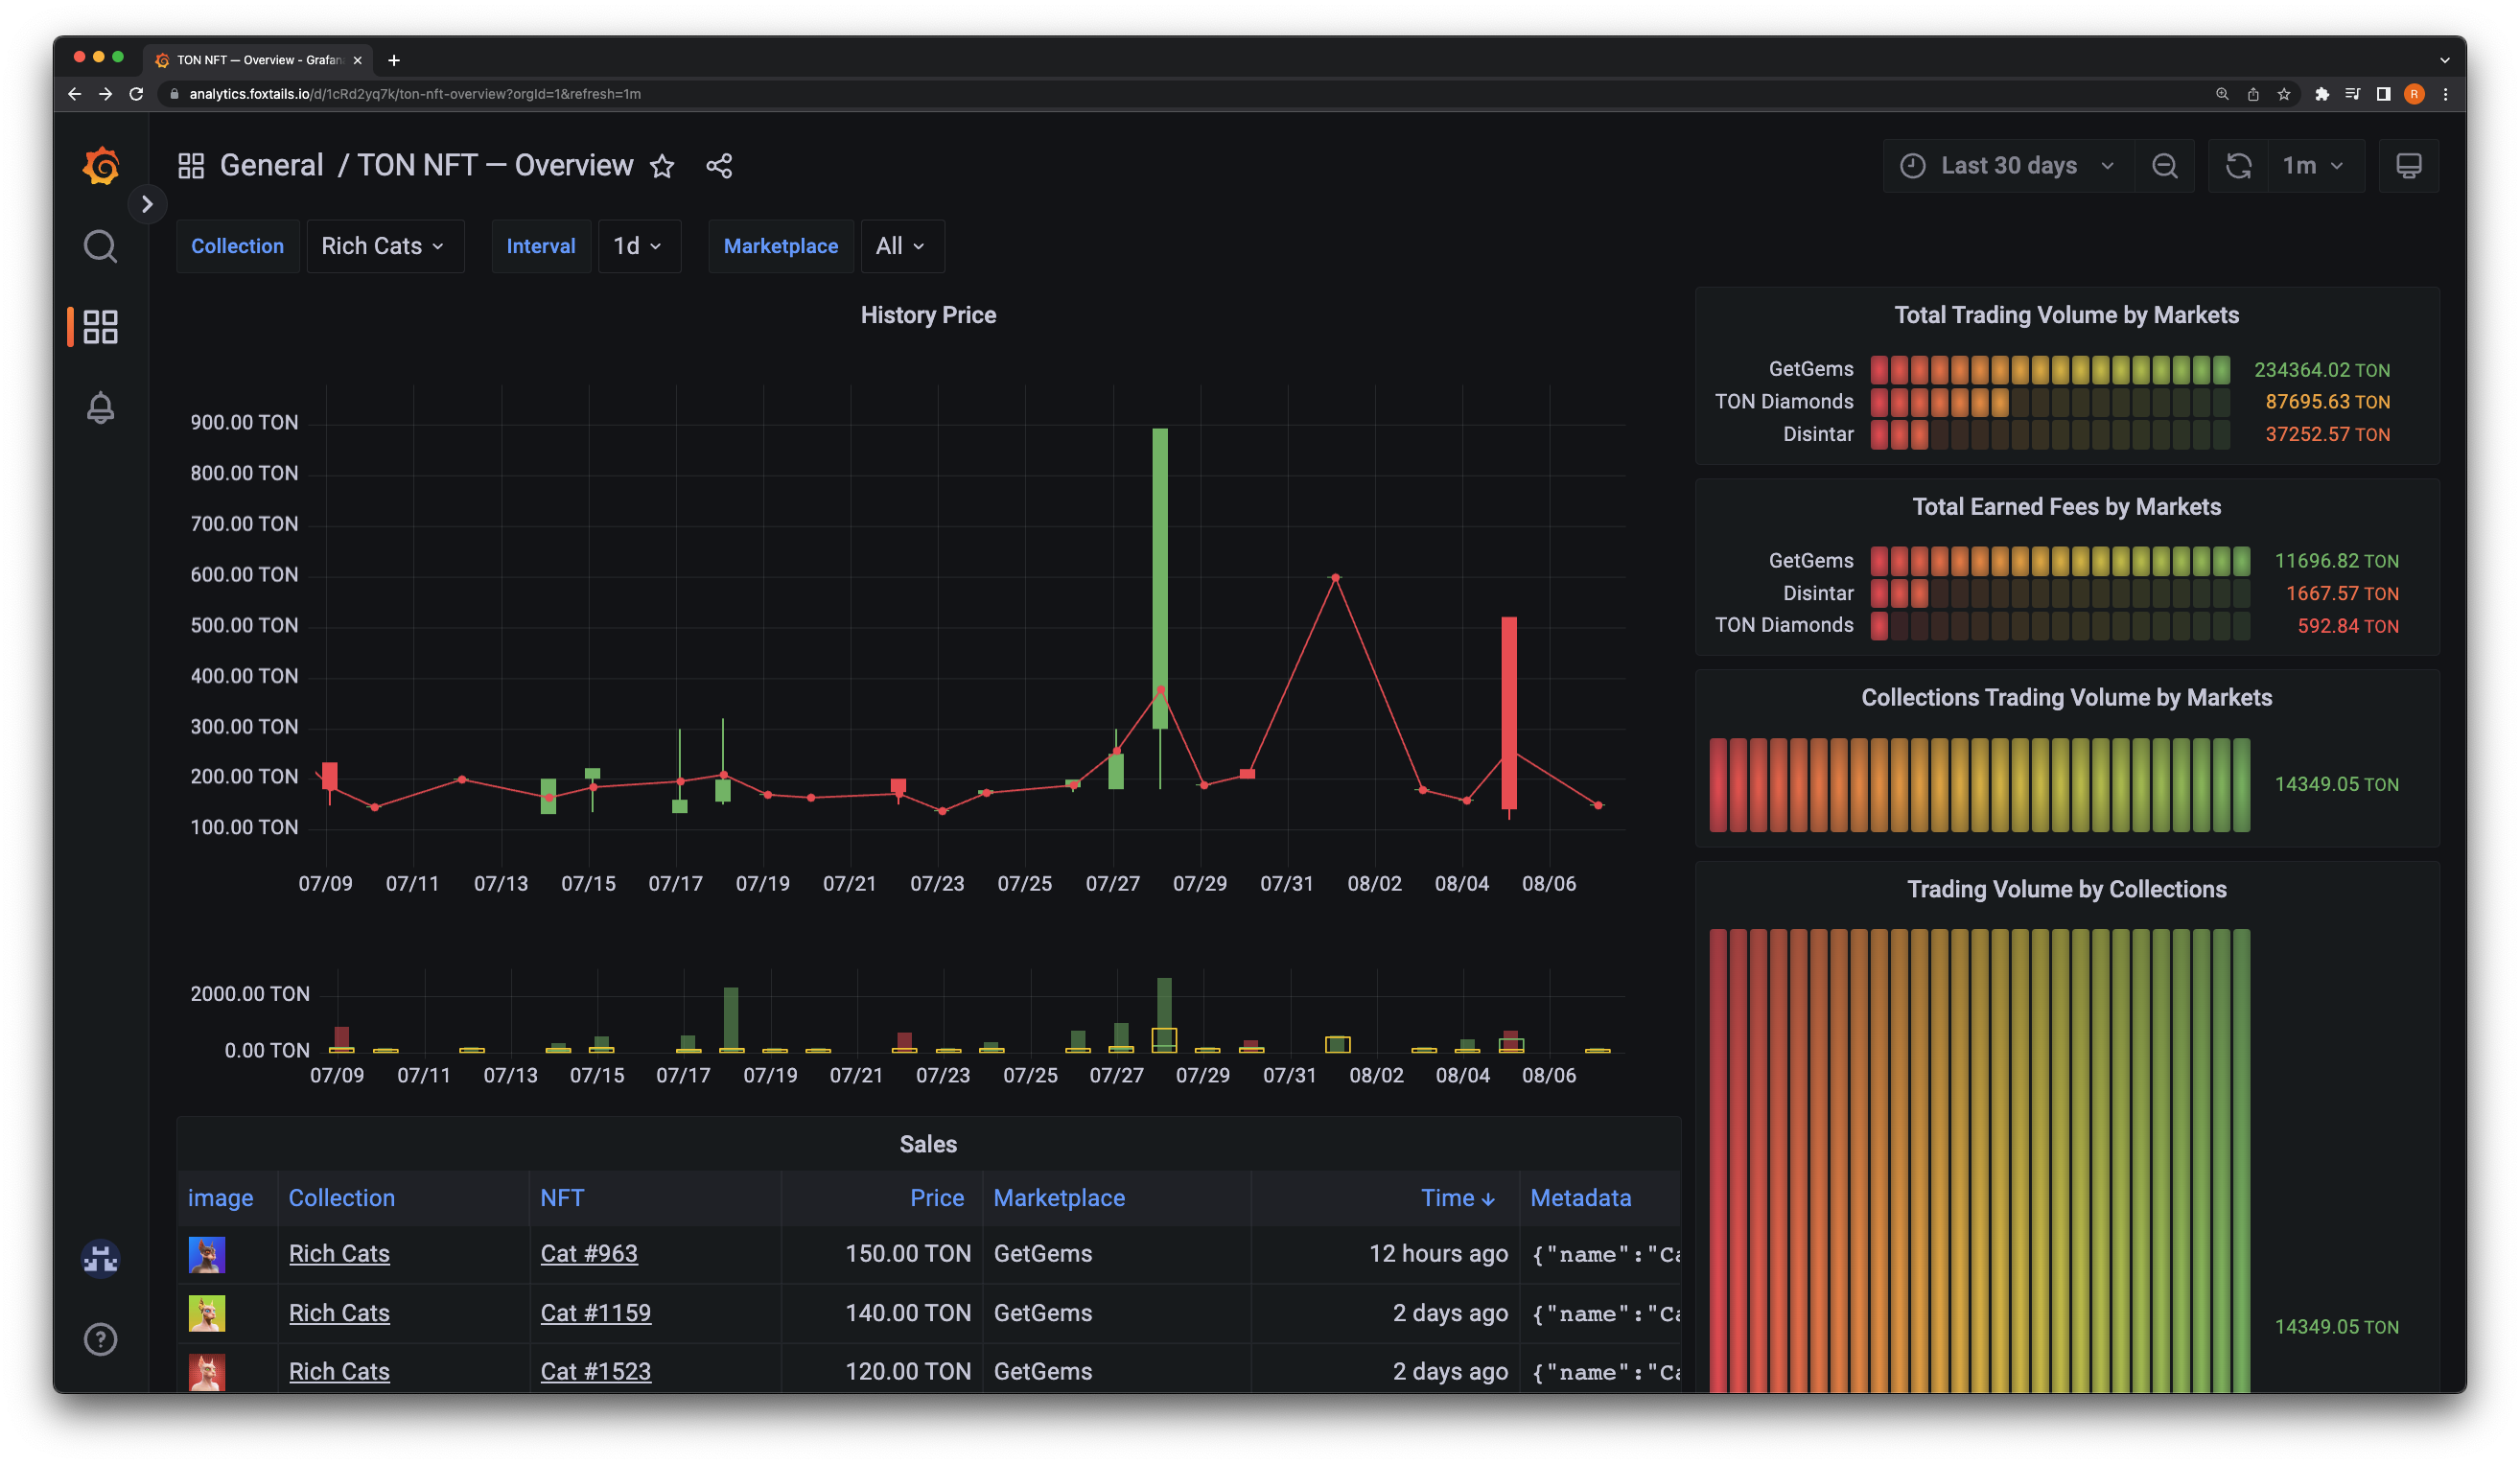 TON NFT — Overview - Grafan
analytics.foxtails.io/d/1cRd2yq7k/ton-nft-overview?orgId=1&refresh=1m
R
General / TON NFT — Overview
Last 30 days
1m
Collection Rich Cats Interval 1d Marketplace All
History Price
900.00 TON
800.00 TON
700.00 TON
600.00 TON
500.00 TON
400.00 TON
300.00 TON
200.00 TON
100.00 TON
07/09 07/11 07/13 07/15 07/17 07/19 07/21 07/23 07/25 07/27 07/29 07/31 08/02 08/04 08/06
2000.00 TON
0.00 TON
07/09 07/11 07/13 07/15 07/17 07/19 07/21 07/23 07/25 07/27 07/29 07/31 08/02 08/04 08/06
Sales
image Collection NFT Price Marketplace Time Metadata
Rich Cats Cat #963 150.00 TON GetGems 12 hours ago {"name":"Ca
Rich Cats Cat #1159 140.00 TON GetGems 2 days ago {"name":"Ca
Rich Cats Cat #1523 120.00 TON GetGems 2 days ago {"name":"Ca
Total Trading Volume by Markets
GetGems 234364.02 TON
TON Diamonds 87695.63 TON
Disintar 37252.57 TON
Total Earned Fees by Markets
GetGems 11696.82 TON
Disintar 1667.57 TON
TON Diamonds 592.84 TON
Collections Trading Volume by Markets
14349.05 TON
Trading Volume by Collections
14349.05 TON